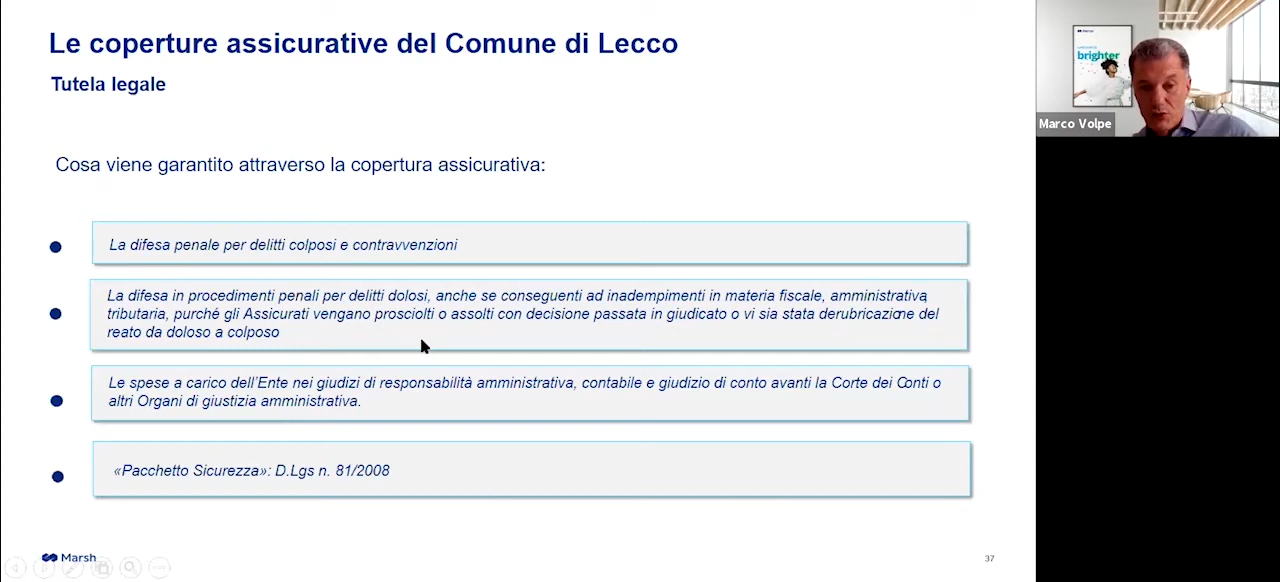 Le coperture assicurative del Comune di Lecco
Tutela legale
Cosa viene garantito attraverso la copertura assicurativa:
La difesa penale per delitti colposi e contravvenzioni
La difesa in procedimenti penali per delitti dolosi, anche se conseguenti ad inadempimenti in materia fiscale, amministrativa,
tributaria, purché gli Assicurati vengano prosciolti o assolti con decisione passata in giudicato o vi sia stata derubricazione del
reato da doloso a colposo
Le spese a carico dell'Ente nei giudizi di responsabilità amministrativa, contabile e giudizio di conto avanti la Corte dei Conti o
altri Organi di giustizia amministrativa.
«Pacchetto Sicurezza»: D.Lgs n. 81/2008
Marsh
37
brighter
Marco Volpe